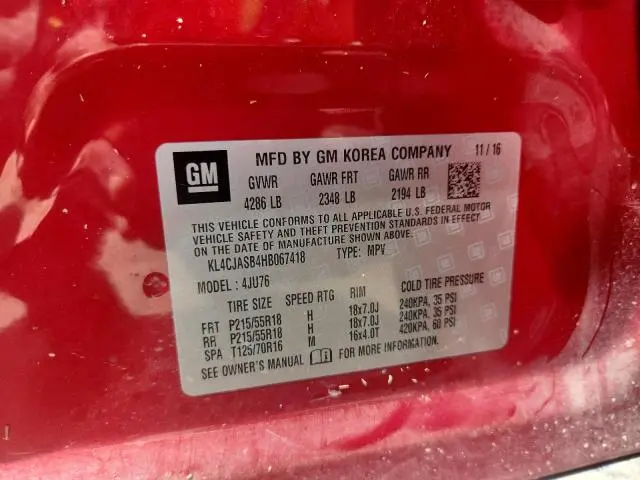 GM
MFD BY GM KOREA COMPANY 11/16
GVWR GAWR FRT GAWR RR
4286 LB 2348 LB 2194 LB
THIS VEHICLE CONFORMS TO ALL APPLICABLE U.S. FEDERAL MOTOR
VEHICLE SAFETY AND THEFT PREVENTION STANDARDS IN EFFECT
ON THE DATE OF MANUFACTURE SHOWN ABOVE.
KL4CJASB4HB067418 TYPE: MPV
MODEL: 4JU76
TIRE SIZE SPEED RTG RIM COLD TIRE PRESSURE
FRT P215/55R18 H 18x7.0J 240KPA, 35 PSI
RR P215/55R18 H 18x7.0J 240KPA, 35 PSI
SPA T125/70R16 M 16x4.0T 420KPA, 60 PSI
SEE OWNER'S MANUAL FOR MORE INFORMATION.